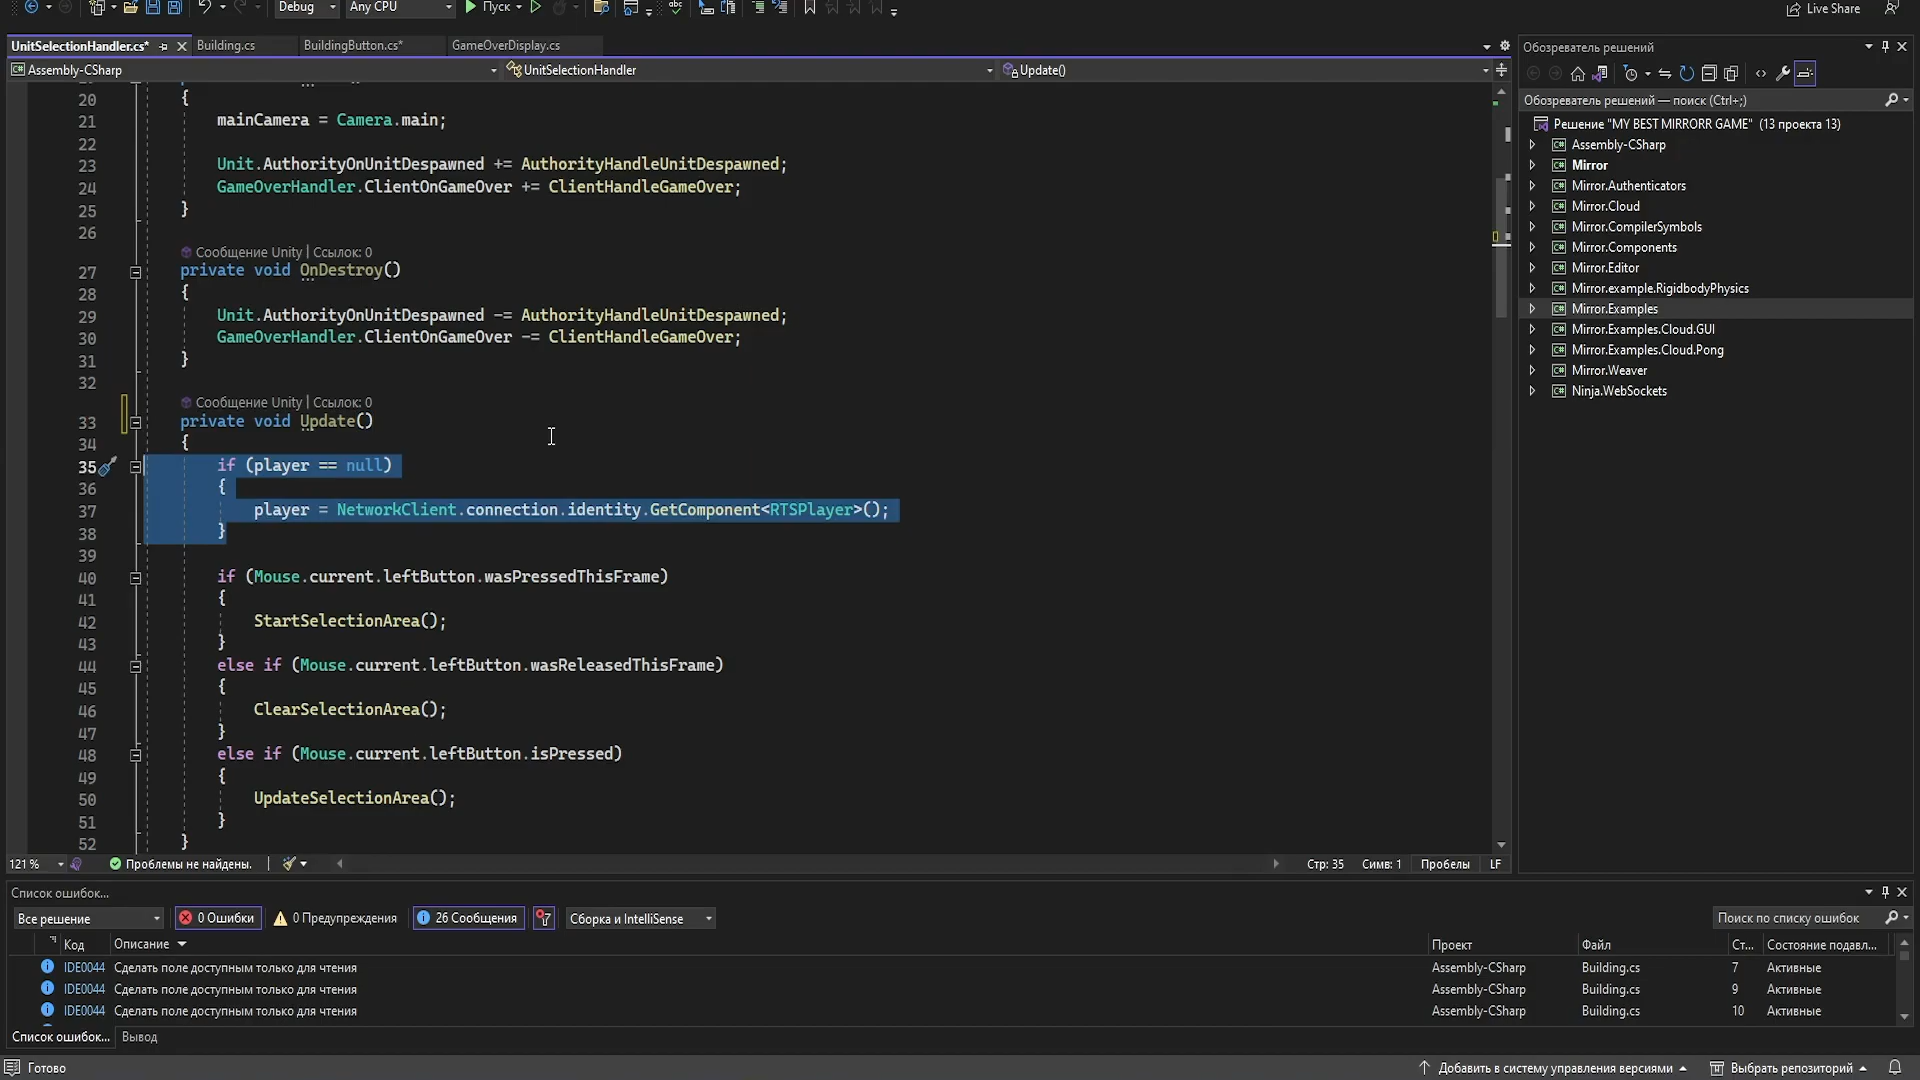 Debug
Any CPU
Пуск
Live Share
UnitSelectionHandler.cs*
Building.cs
BuildingButton.cs*
GameOverDisplay.cs
Assembly-CSharp
UnitSelectionHandler
Update()
20 {
21 mainCamera = Camera.main;
22
23 Unit.AuthorityOnUnitDespawned += AuthorityHandleUnitDespawned;
24 GameOverHandler.ClientOnGameOver += ClientHandleGameOver;
25 }
26
Сообщение Unity | Ссылок: 0
27 private void OnDestroy()
28 {
29 Unit.AuthorityOnUnitDespawned -= AuthorityHandleUnitDespawned;
30 GameOverHandler.ClientOnGameOver -= ClientHandleGameOver;
31 }
32
Сообщение Unity | Ссылок: 0
33 private void Update()
34 {
35 if (player == null)
36 {
37 player = NetworkClient.connection.identity.GetComponent<RTSPlayer>();
38 }
39
40 if (Mouse.current.leftButton.wasPressedThisFrame)
41 {
42 StartSelectionArea();
43 }
44 else if (Mouse.current.leftButton.wasReleasedThisFrame)
45 {
46 ClearSelectionArea();
47 }
48 else if (Mouse.current.leftButton.isPressed)
49 {
50 UpdateSelectionArea();
51 }
52 }
121 %
Проблемы не найдены.
Стр: 35
Симв: 1
Пробелы
LF
Обозреватель решений
Обозреватель решений — поиск (Ctrl+;)
Решение "MY BEST MIRRORR GAME" (13 проекта 13)
Assembly-CSharp
Mirror
Mirror.Authenticators
Mirror.Cloud
Mirror.CompilerSymbols
Mirror.Components
Mirror.Editor
Mirror.example.RigidbodyPhysics
Mirror.Examples
Mirror.Examples.Cloud.GUI
Mirror.Examples.Cloud.Pong
Mirror.Weaver
Ninja.WebSockets
Список ошибок...
Все решение
0 Ошибки
0 Предупреждения
26 Сообщения
Сборка и IntelliSense
Поиск по списку ошибок
Код Описание Проект Файл Ст... Состояние подавл...
IDE0044 Сделать поле доступным только для чтения Assembly-CSharp Building.cs 7 Активные
IDE0044 Сделать поле доступным только для чтения Assembly-CSharp Building.cs 9 Активные
IDE0044 Сделать поле доступным только для чтения Assembly-CSharp Building.cs 10 Активные
Список ошибок... Вывод
Готово
Добавить в систему управления версиями
Выбрать репозиторий